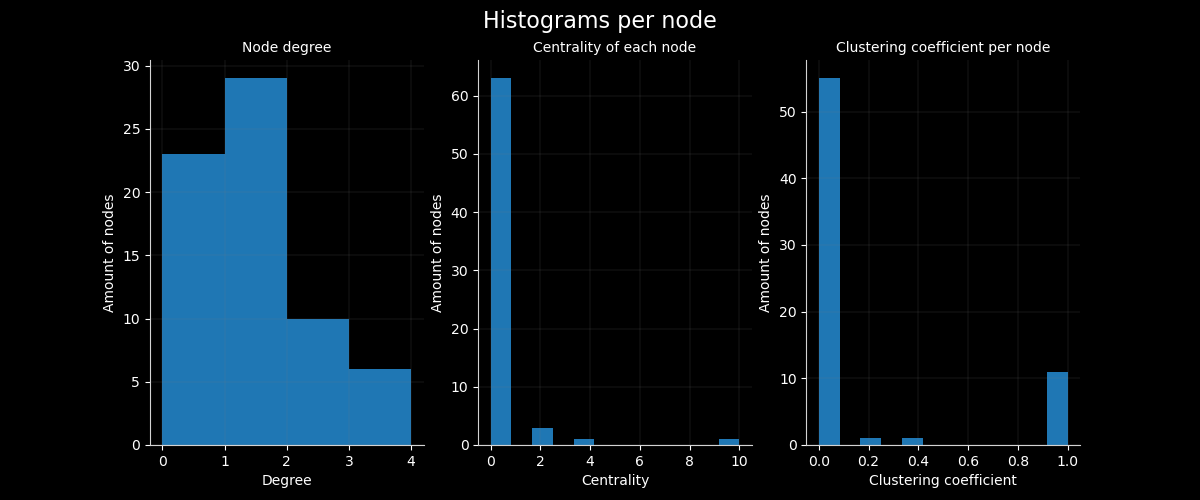 Histograms per node
Node degree
Amount of nodes
30
25
20
15
10
5
0
0 1 2 3 4
Degree
Centrality of each node
Amount of nodes
60
50
40
30
20
10
0
0 2 4 6 8 10
Centrality
Clustering coefficient per node
Amount of nodes
50
40
30
20
10
0
0.0 0.2 0.4 0.6 0.8 1.0
Clustering coefficient